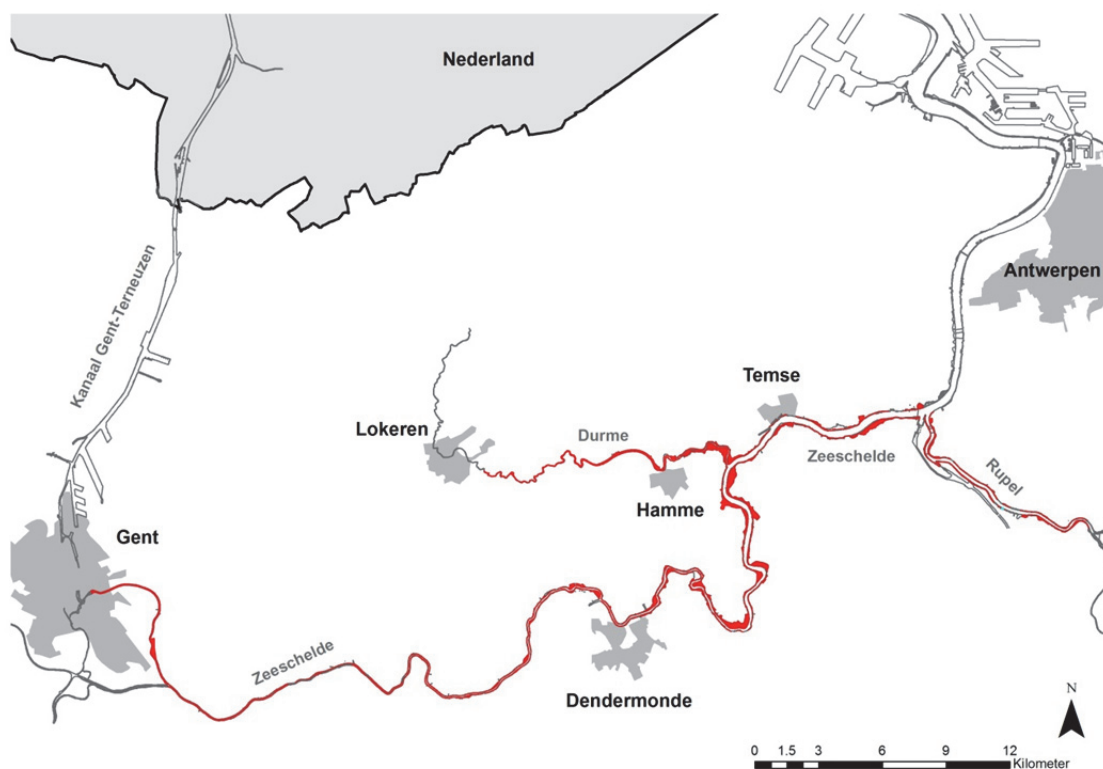 Nederland
Kanaal Gent-Terneuzen
Antwerpen
Temse
Lokeren
Durme
Zeeschelde
Rupel
Hamme
Gent
Zeeschelde
Dendermonde
N
0 1.5 3 6 9 12
Kilometer